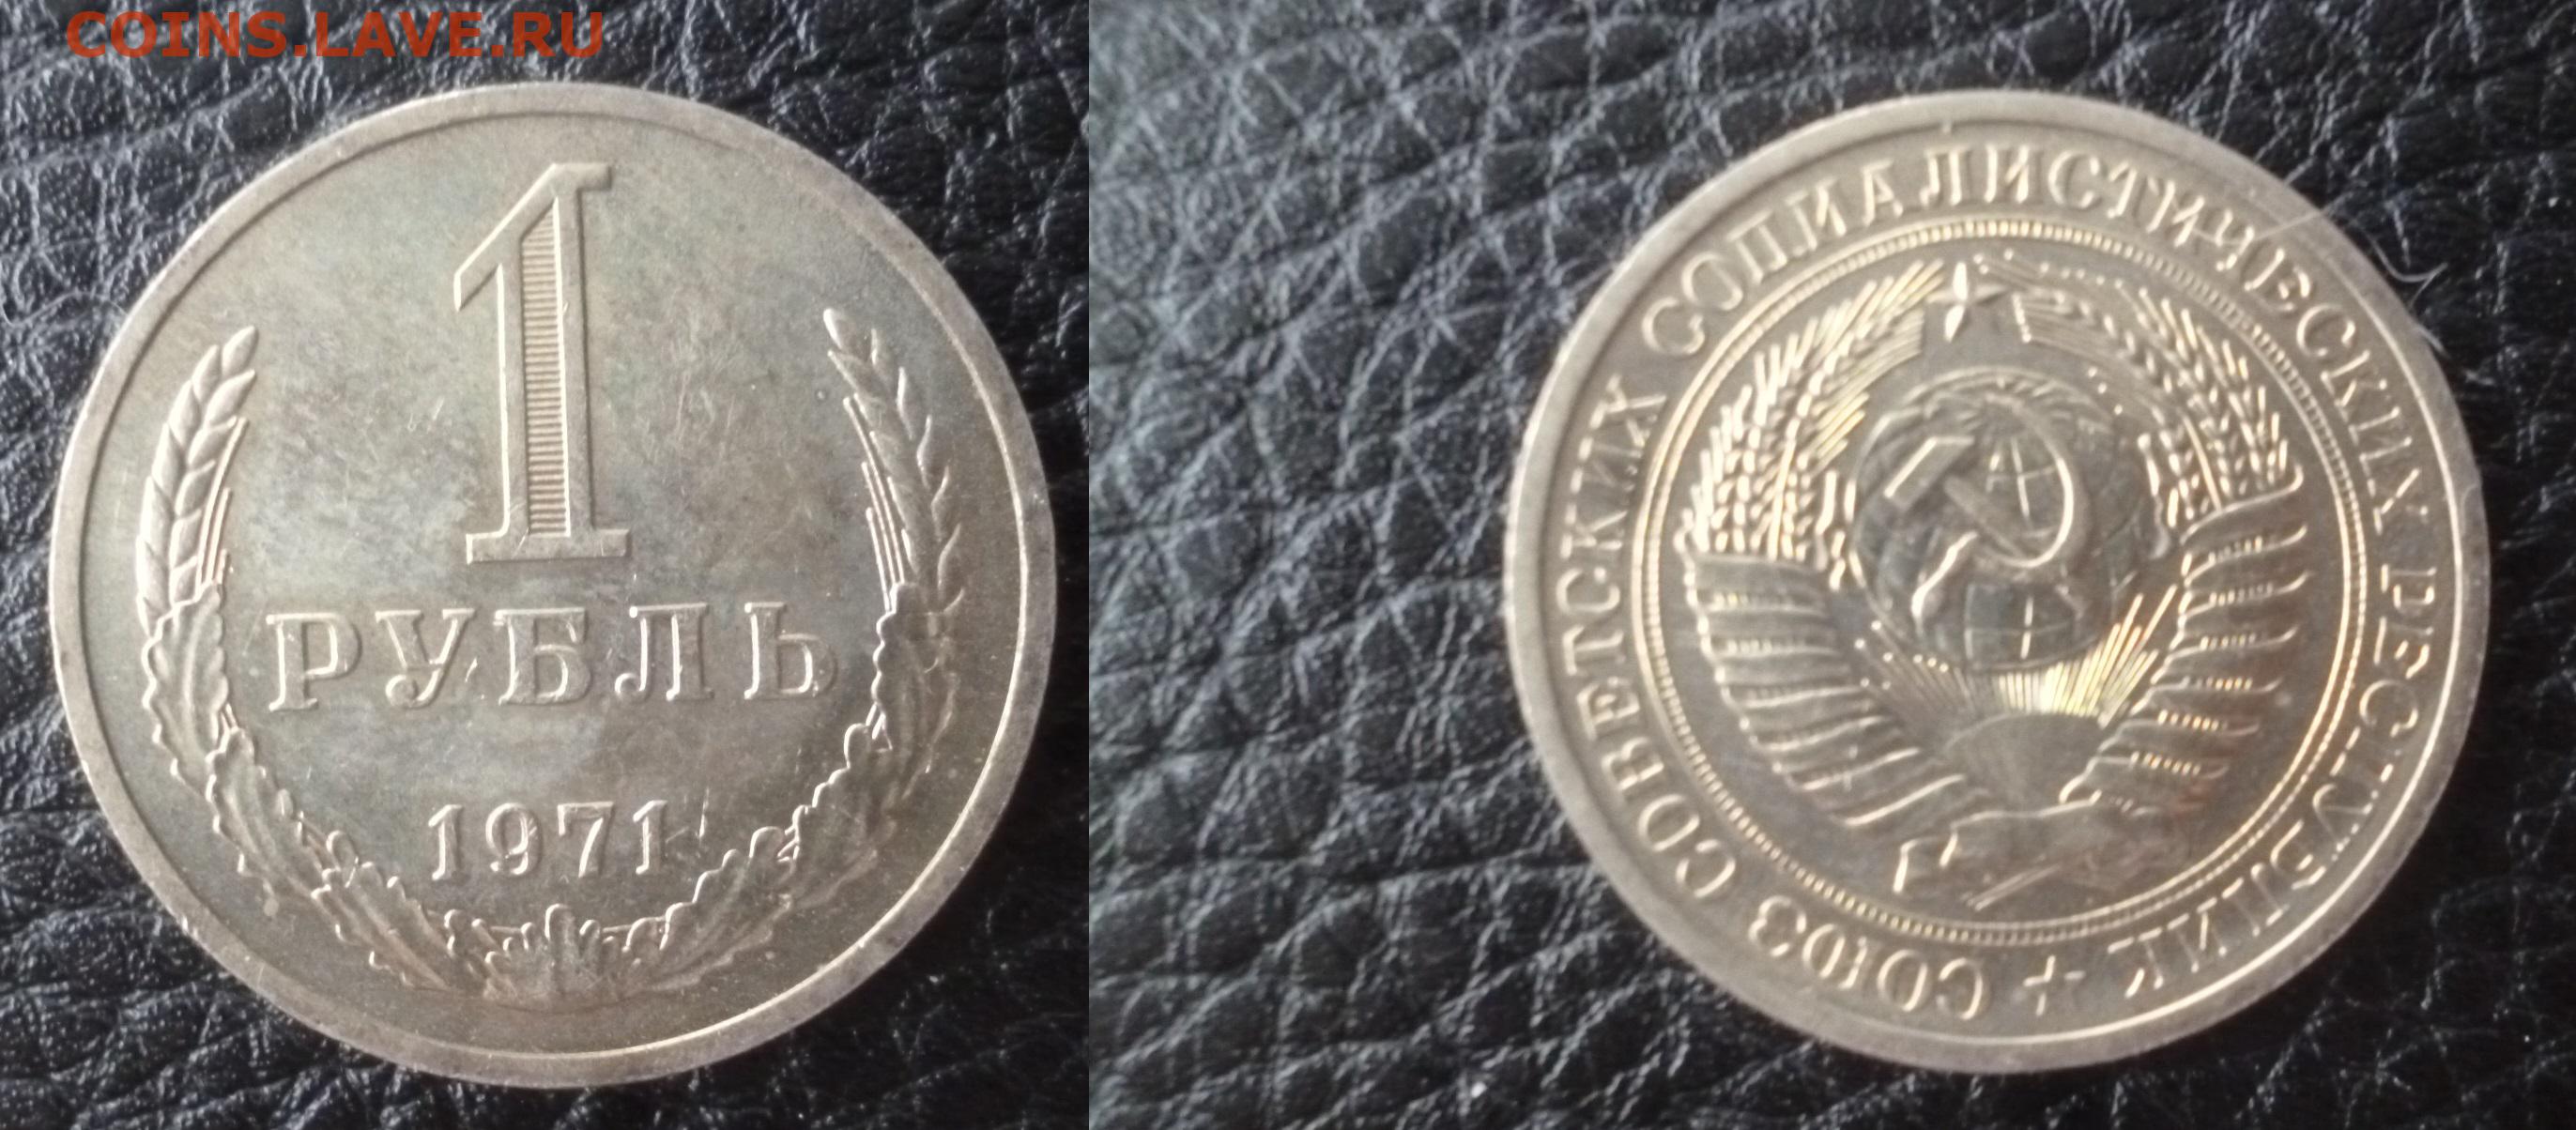 COINS.LAVE.RU
1
РУБЛЬ
1971
СОЮЗ СОВЕТСКИХ СОЦИАЛИСТИЧЕСКИХ РЕСПУБЛИК